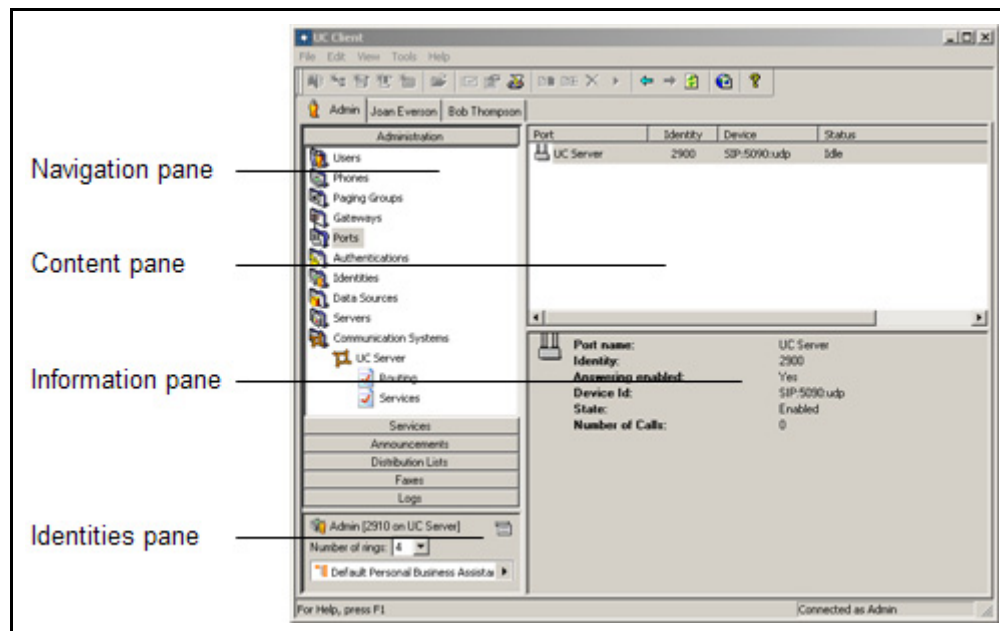 UC Client
File Edit View Tools Help
Admin Joan Everson Bob Thompson
Administration
Users
Phones
Paging Groups
Gateways
Ports
Authentications
Identities
Data Sources
Servers
Communication Systems
UC Server
Routing
Services
Services
Announcements
Distribution Lists
Faxes
Logs
Admin [2910 on UC Server]
Number of rings: 4
Default Personal Business Assistan
Port Identity Device Status
UC Server 2900 SIP:5090:udp Idle
Port name: UC Server
Identity: 2900
Answering enabled: Yes
Device Id: SIP:5090:udp
State: Enabled
Number of Calls: 0
For Help, press F1 Connected as Admin
Navigation pane
Content pane
Information pane
Identities pane